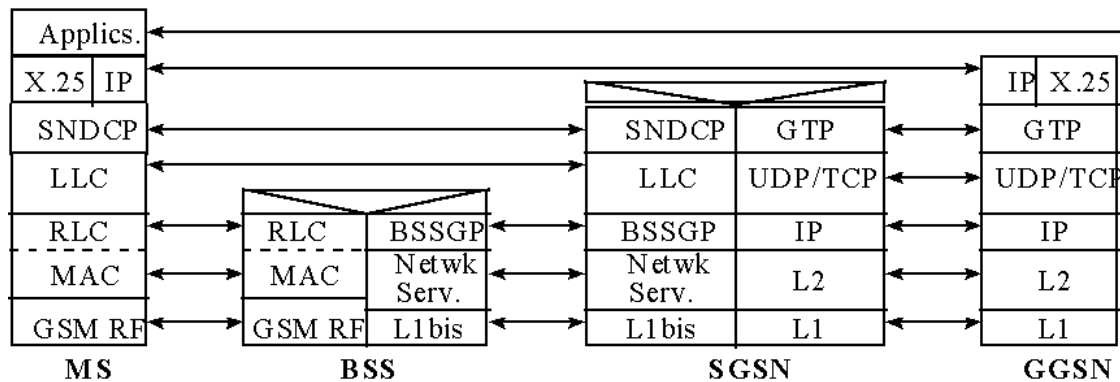 Applics.
X.25 IP IP X.25
SNDCP SNDCP GTP GTP
LLC LLC UDP/TCP UDP/TCP
RLC RLC BSSGP BSSGP IP IP
MAC MAC Netwk Serv. Netwk Serv. L2 L2
GSM RF GSM RF L1bis L1bis L1 L1
MS BSS SGSN GGSN